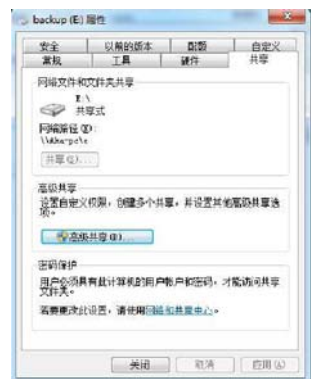 backup (E:) 属性
安全 以前的版本 配额 自定义
常规 工具 硬件 共享
网络文件和文件夹共享
E:\
共享式
网络路径(N):
共享(S)...
高级共享
设置自定义权限，创建多个共享，并设置其他高级共享选
项。
高级共享(D)...
密码保护
用户必须具有此计算机的用户帐户和密码，才能访问共享
文件夹。
若要更改此设置，请使用网络和共享中心。
关闭 取消 应用(A)